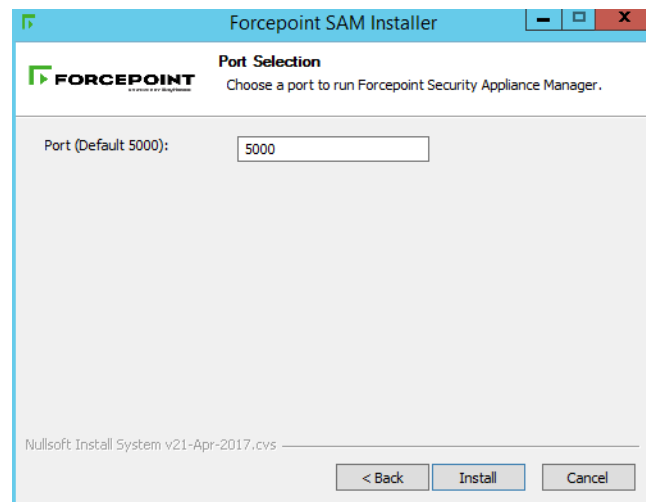 Forcepoint SAM Installer
FORCEPOINT
Port Selection
Choose a port to run Forcepoint Security Appliance Manager.
Port (Default 5000):
5000
Nullsoft Install System v21-Apr-2017.cvs
< Back
Install
Cancel